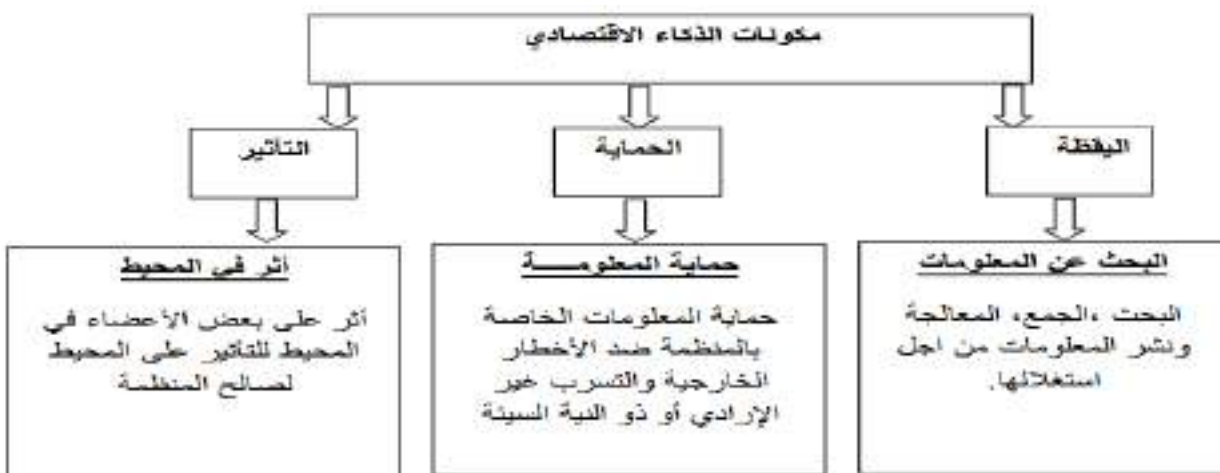 مكونات الذكاء الاقتصادي
اليقظة
الحماية
التأثير
البحث عن المعلومات
البحث ،الجمع، المعالجة
ونشر المعلومات من اجل
استغلالها.
حماية المعلومـــــة
حماية المعلومات الخاصة
بالمنظمة ضد الأخطار
الخارجية والتسرب غير
الإرادي أو ذو النية السيئة
أثر في المحيط
أثر على بعض الأعضاء في
المحيط للتأثير على المحيط
لصالح المنظمة